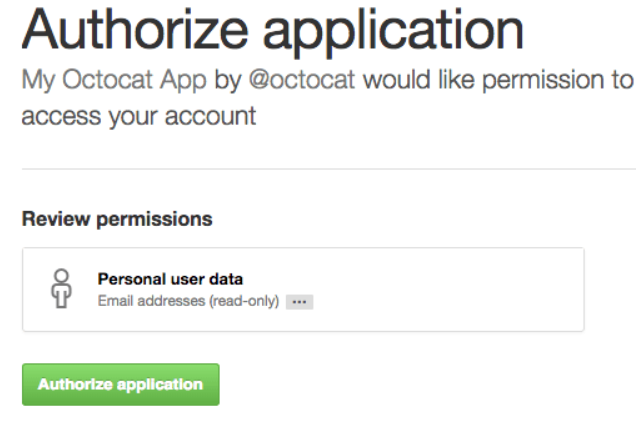 Authorize application
My Octocat App by @octocat would like permission to
access your account
Review permissions
Personal user data
Email addresses (read-only) ...
Authorize application